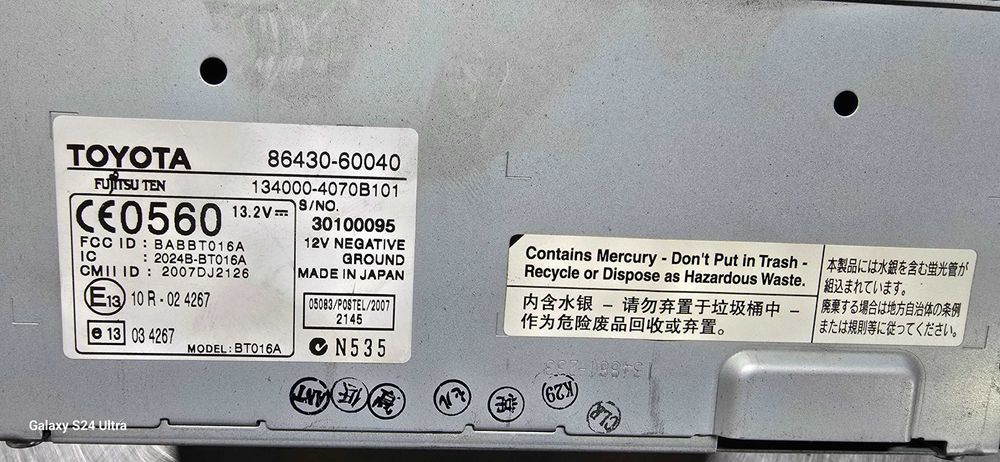 TOYOTA 86430-60040
FUJITSU TEN 134000-4070B101
CE0560 13.2V⎓ S/NO.
30100095
FCC ID : BABBT016A 12V NEGATIVE
IC : 2024B-BT016A GROUND
CMII ID : 2007DJ2126 MADE IN JAPAN
E13 10 R - 02 4267
05083/POSTEL/2007
2145
e 13 03 4267
MODEL: BT016A
N535
Contains Mercury - Don't Put in Trash -
Recycle or Dispose as Hazardous Waste.
内含水银 – 请勿弃置于垃圾桶中 –
作为危险废品回收或弃置。
本製品には水銀を含む蛍光管が
組込まれています。
廃棄する場合は地方自治体の条例
または規則等に従ってください。
ANT
K29
CLR
Galaxy S24 Ultra